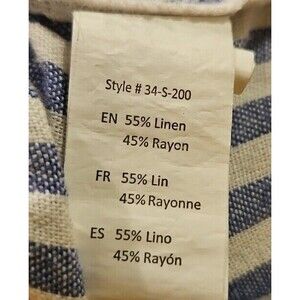 Style # 34-S-200
EN 55% Linen
45% Rayon
FR 55% Lin
45% Rayonne
ES 55% Lino
45% Rayón